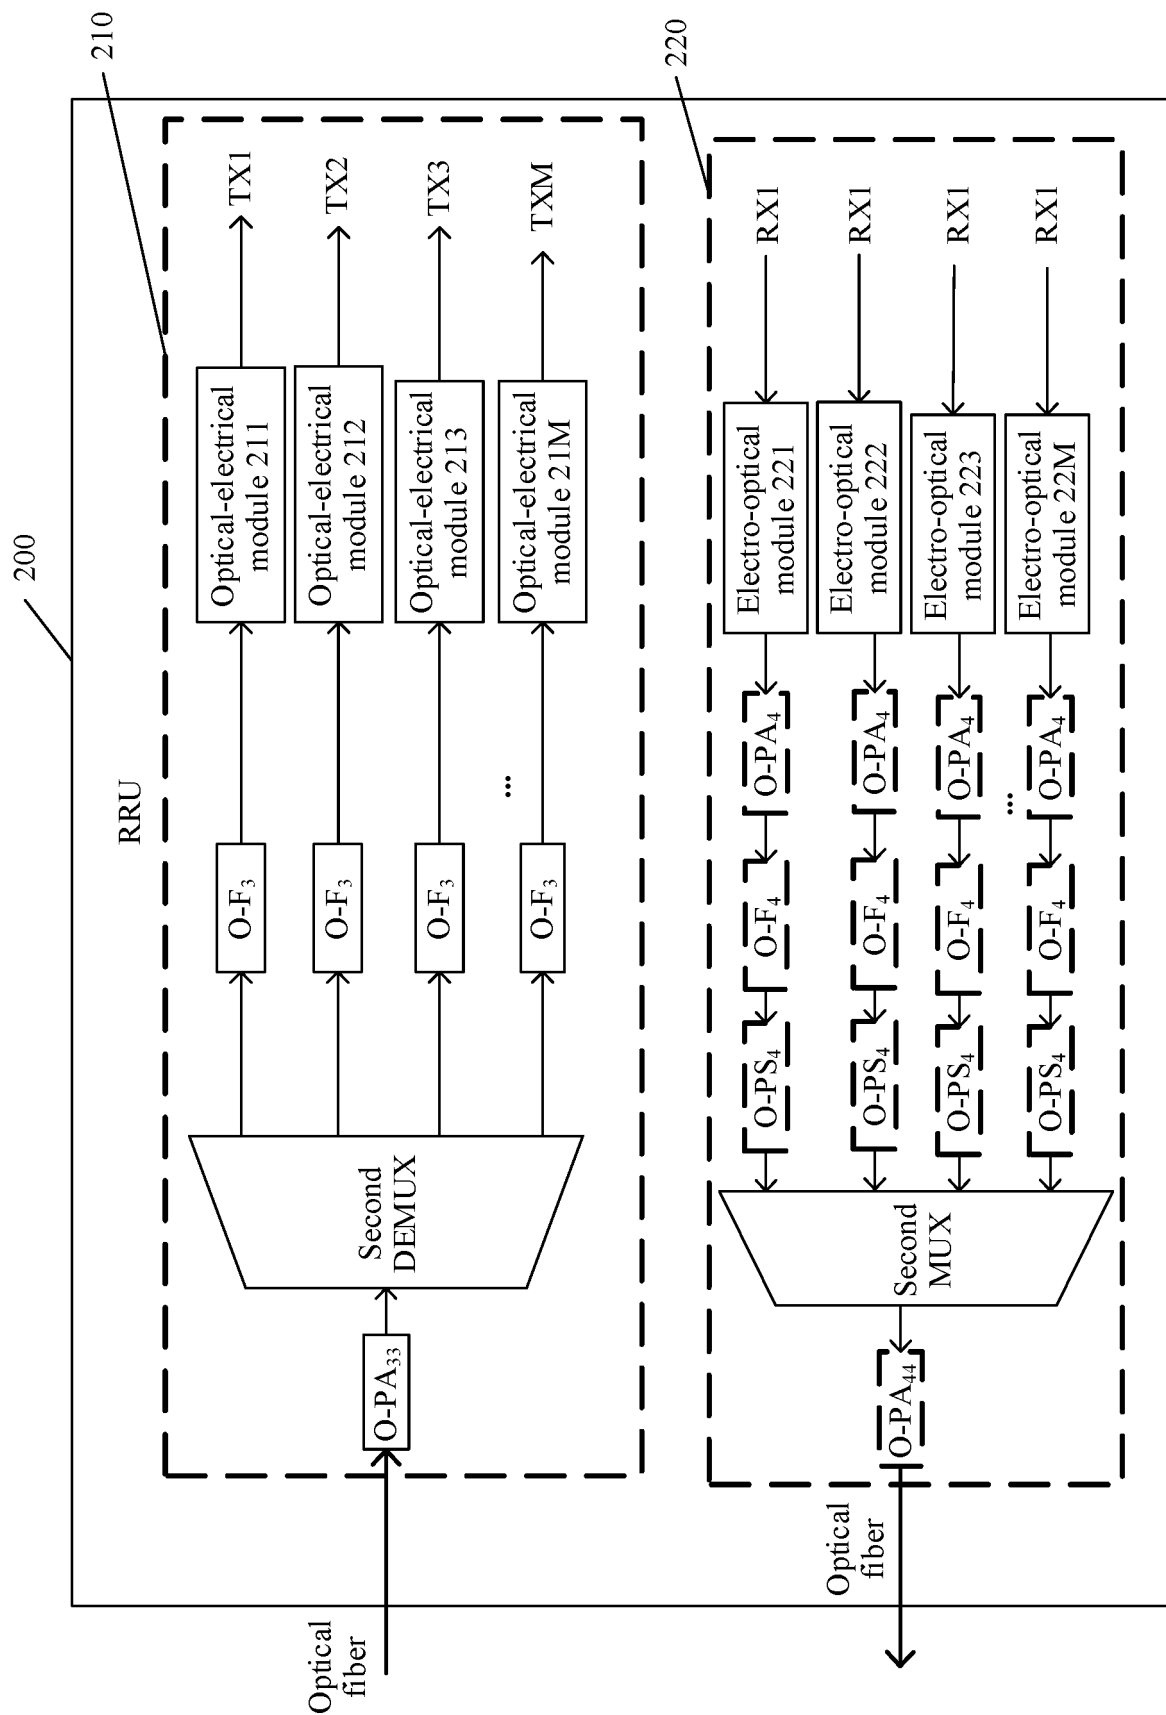 200
RRU
210
Optical
fiber
O-PA33
Second
DEMUX
O-F3
Optical-electrical
module 211
TX1
O-F3
Optical-electrical
module 212
TX2
O-F3
Optical-electrical
module 213
TX3
...
O-F3
Optical-electrical
module 21M
TXM
220
Optical
fiber
O-PA44
Second
MUX
O-PS4
O-F4
O-PA4
Electro-optical
module 221
RX1
O-PS4
O-F4
O-PA4
Electro-optical
module 222
RX1
O-PS4
O-F4
O-PA4
Electro-optical
module 223
RX1
...
O-PS4
O-F4
O-PA4
Electro-optical
module 22M
RX1